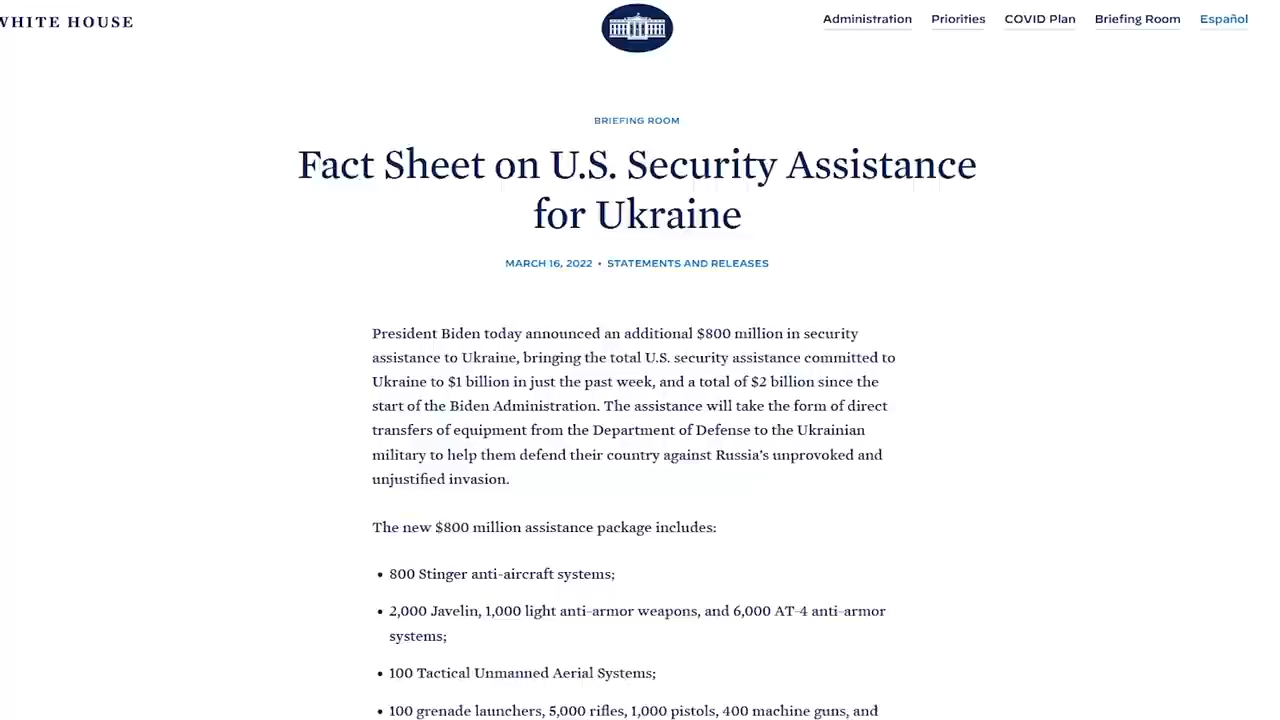 WHITE HOUSE
Administration Priorities COVID Plan Briefing Room Español
BRIEFING ROOM
Fact Sheet on U.S. Security Assistance
for Ukraine
MARCH 16, 2022 • STATEMENTS AND RELEASES
President Biden today announced an additional $800 million in security
assistance to Ukraine, bringing the total U.S. security assistance committed to
Ukraine to $1 billion in just the past week, and a total of $2 billion since the
start of the Biden Administration. The assistance will take the form of direct
transfers of equipment from the Department of Defense to the Ukrainian
military to help them defend their country against Russia’s unprovoked and
unjustified invasion.
The new $800 million assistance package includes:
• 800 Stinger anti-aircraft systems;
• 2,000 Javelin, 1,000 light anti-armor weapons, and 6,000 AT-4 anti-armor
systems;
• 100 Tactical Unmanned Aerial Systems;
• 100 grenade launchers, 5,000 rifles, 1,000 pistols, 400 machine guns, and